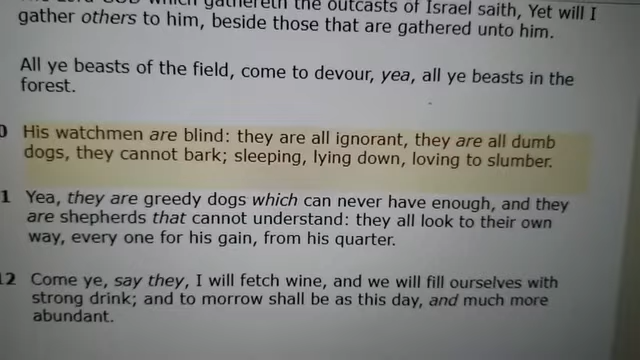 which gathereth the outcasts of Israel saith, Yet will I
gather others to him, beside those that are gathered unto him.
All ye beasts of the field, come to devour, yea, all ye beasts in the
forest.
0 His watchmen are blind: they are all ignorant, they are all dumb
dogs, they cannot bark; sleeping, lying down, loving to slumber.
1 Yea, they are greedy dogs which can never have enough, and they
are shepherds that cannot understand: they all look to their own
way, every one for his gain, from his quarter.
12 Come ye, say they, I will fetch wine, and we will fill ourselves with
strong drink; and to morrow shall be as this day, and much more
abundant.